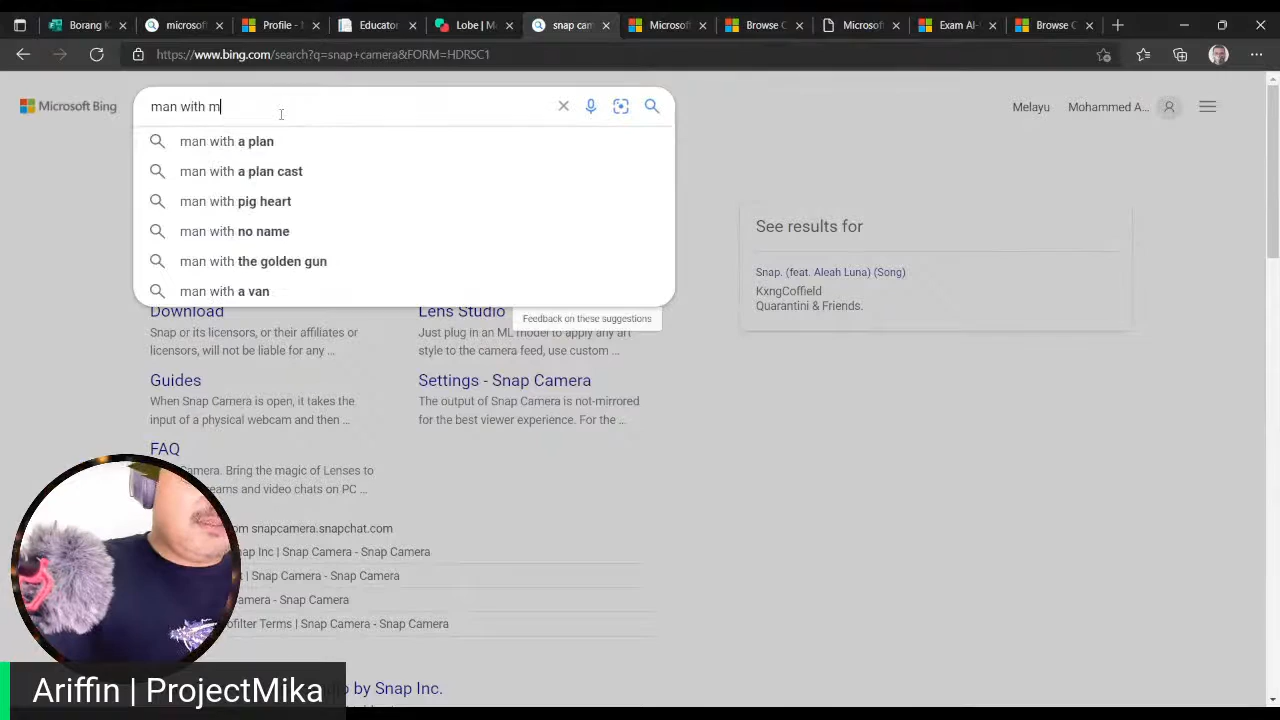 Borang K
microsoft
Profile -
Educator
Lobe | M
snap cam
Microsof
Browse C
Microsof
Exam AI-
Browse C
https://www.bing.com/search?q=snap+camera&FORM=HDRSC1
Microsoft Bing
man with m
Melayu
Mohammed A...
man with a plan
man with a plan cast
man with pig heart
man with no name
man with the golden gun
man with a van
Feedback on these suggestions
See results for
Snap. (feat. Aleah Luna) (Song)
KxngCoffield
Quarantini & Friends.
Download
Snap or its licensors, or their affiliates or
licensors, will not be liable for any ...
Lens Studio
Just plug in an ML model to apply any art
style to the camera feed, use custom ...
Guides
When Snap Camera is open, it takes the
input of a physical webcam and then ...
Settings - Snap Camera
The output of Snap Camera is not-mirrored
for the best viewer experience. For the ...
FAQ
Camera. Bring the magic of Lenses to
and video chats on PC ...
om snapcamera.snapchat.com
ap Inc | Snap Camera - Snap Camera
t | Snap Camera - Snap Camera
amera - Snap Camera
ofilter Terms | Snap Camera - Snap Camera
by Snap Inc.
Ariffin | ProjectMika